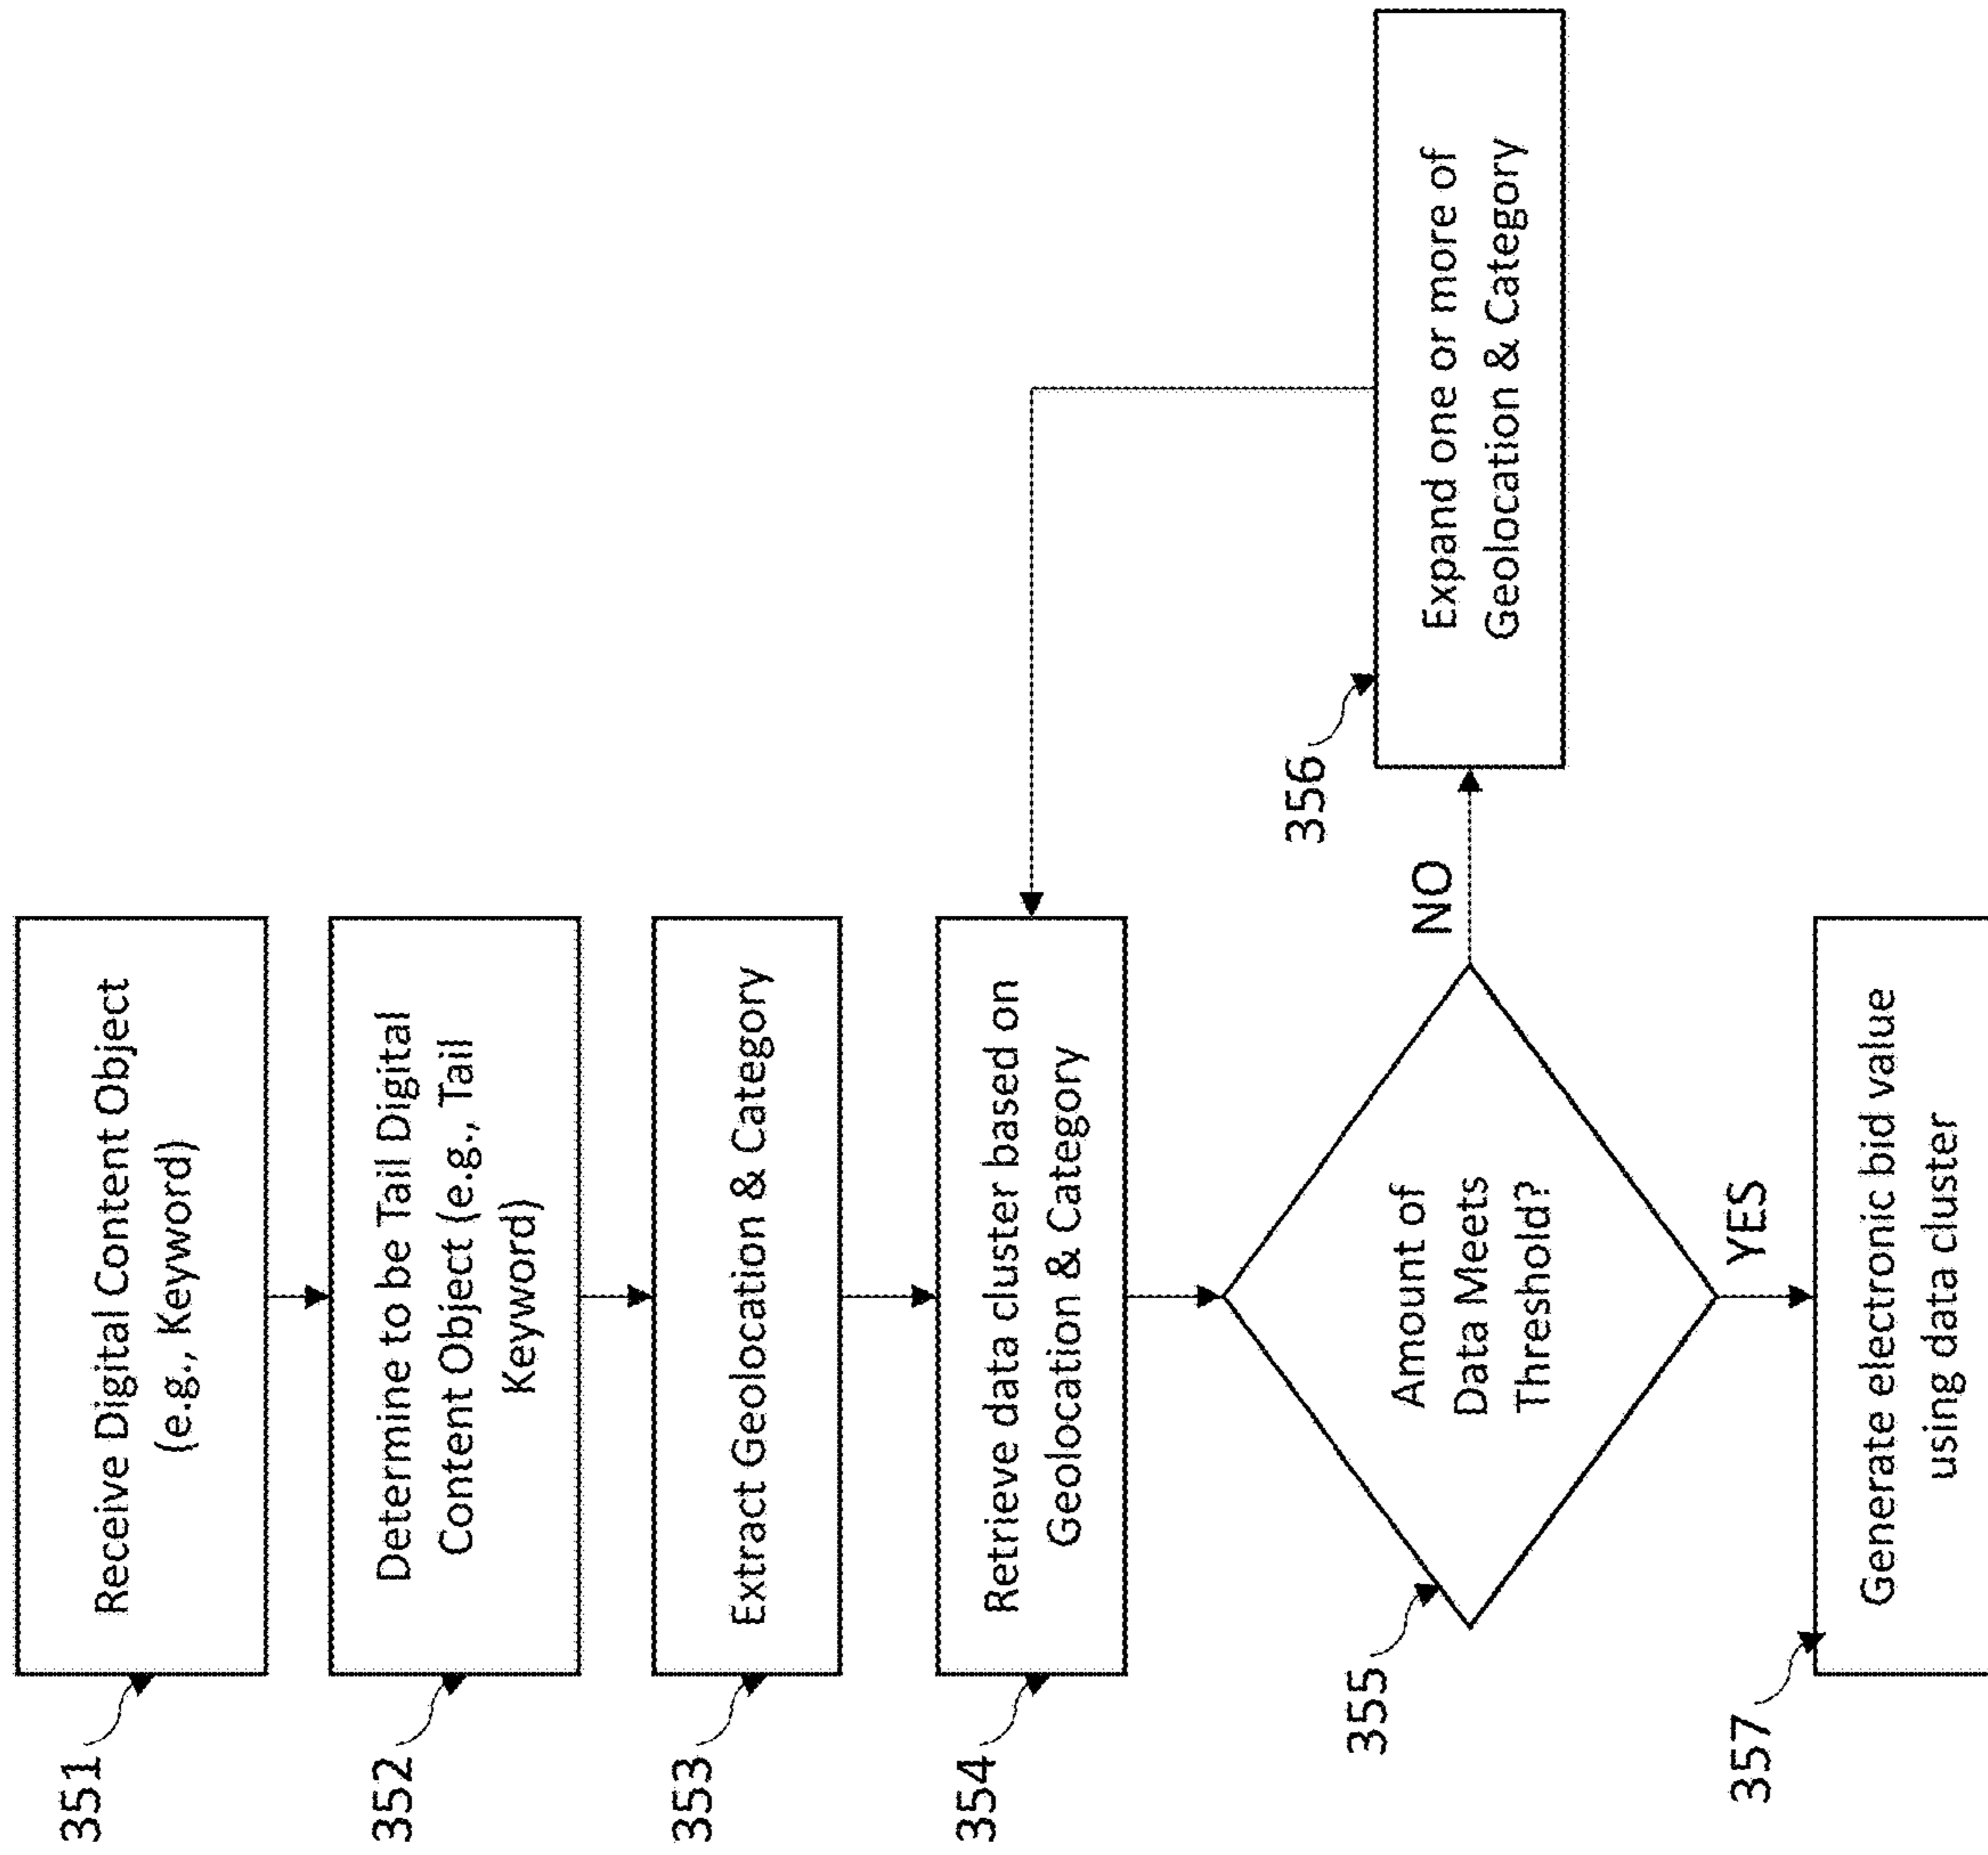 351
Receive Digital Content Object
(e.g., Keyword)
352
Determine to be Tail Digital
Content Object (e.g., Tail
Keyword)
353
Extract Geolocation & Category
354
Retrieve data cluster based on
Geolocation & Category
355
Amount of
Data Meets
Threshold?
NO
356
Expand one or more of
Geolocation & Category
YES
357
Generate electronic bid value
using data cluster